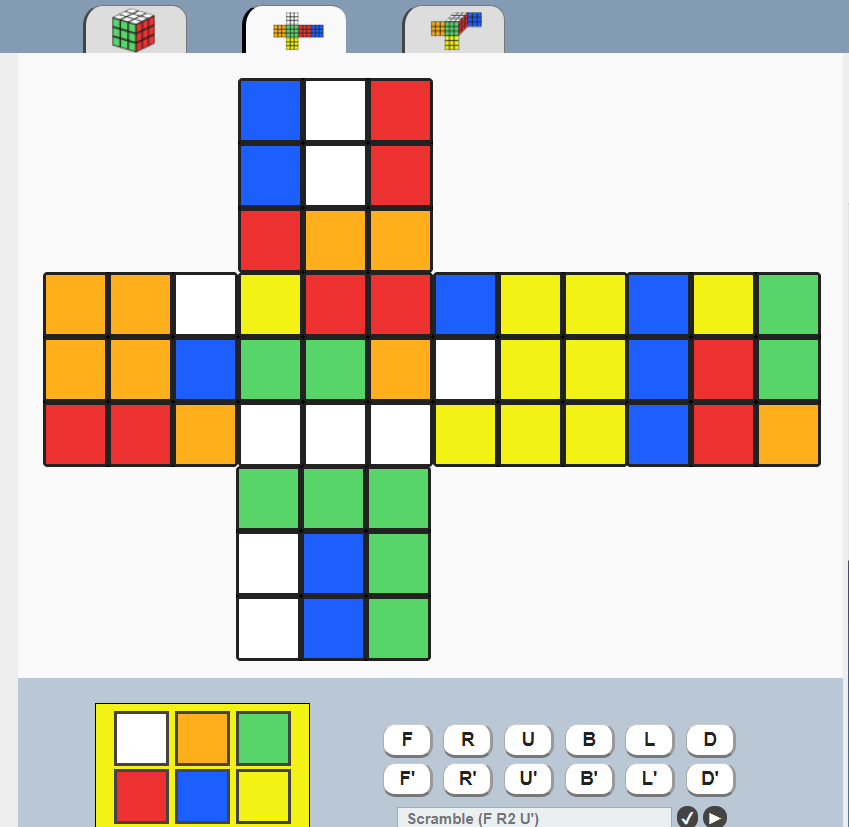 F R U B L D
F' R' U' B' L' D'
Scramble (F R2 U')